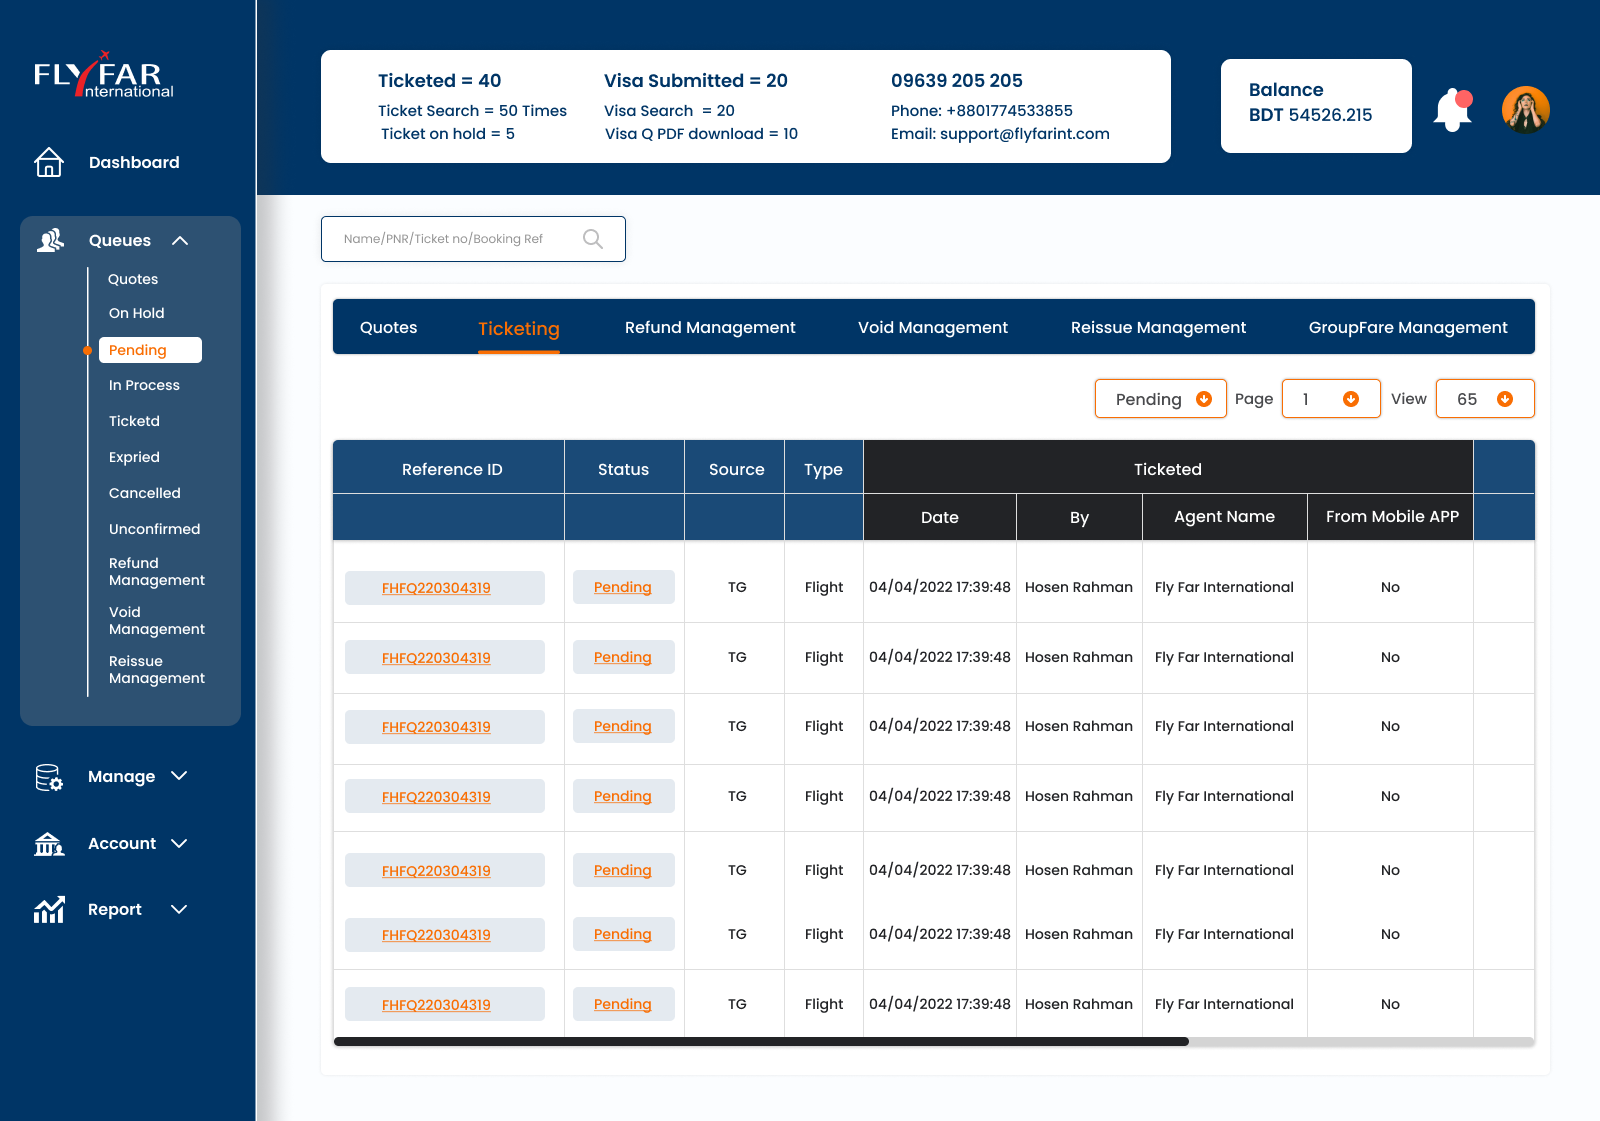 FLYFAR
International
Dashboard
Queues
Quotes
On Hold
Pending
In Process
Ticketd
Expried
Cancelled
Unconfirmed
Refund
Management
Void
Management
Reissue
Management
Manage
Account
Report
Ticketed = 40
Ticket Search = 50 Times
Ticket on hold = 5
Visa Submitted = 20
Visa Search = 20
Visa Q PDF download = 10
09639 205 205
Phone: +8801774533855
Email: support@flyfarint.com
Balance
BDT 54526.215
Name/PNR/Ticket no/Booking Ref
Quotes Ticketing Refund Management Void Management Reissue Management GroupFare Management
Pending Page 1 View 65
Reference ID Status Source Type Ticketed
Date By Agent Name From Mobile APP
FHFQ220304319 Pending TG Flight 04/04/2022 17:39:48 Hosen Rahman Fly Far International No
FHFQ220304319 Pending TG Flight 04/04/2022 17:39:48 Hosen Rahman Fly Far International No
FHFQ220304319 Pending TG Flight 04/04/2022 17:39:48 Hosen Rahman Fly Far International No
FHFQ220304319 Pending TG Flight 04/04/2022 17:39:48 Hosen Rahman Fly Far International No
FHFQ220304319 Pending TG Flight 04/04/2022 17:39:48 Hosen Rahman Fly Far International No
FHFQ220304319 Pending TG Flight 04/04/2022 17:39:48 Hosen Rahman Fly Far International No
FHFQ220304319 Pending TG Flight 04/04/2022 17:39:48 Hosen Rahman Fly Far International No